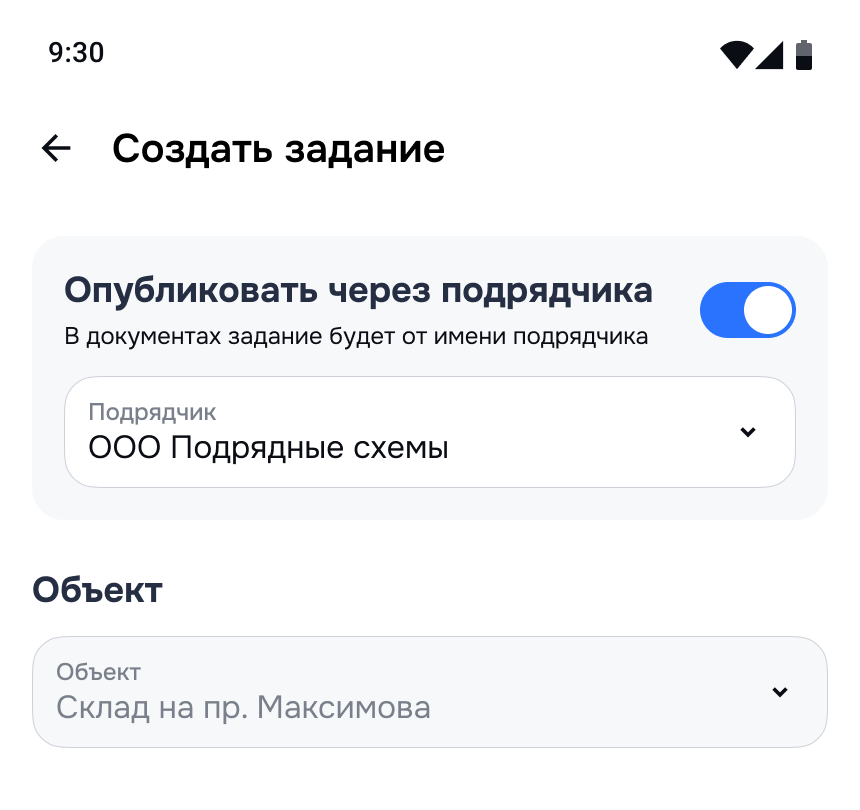 9:30
Создать задание
Опубликовать через подрядчика
В документах задание будет от имени подрядчика
Подрядчик
ООО Подрядные схемы
Объект
Объект
Склад на пр. Максимова